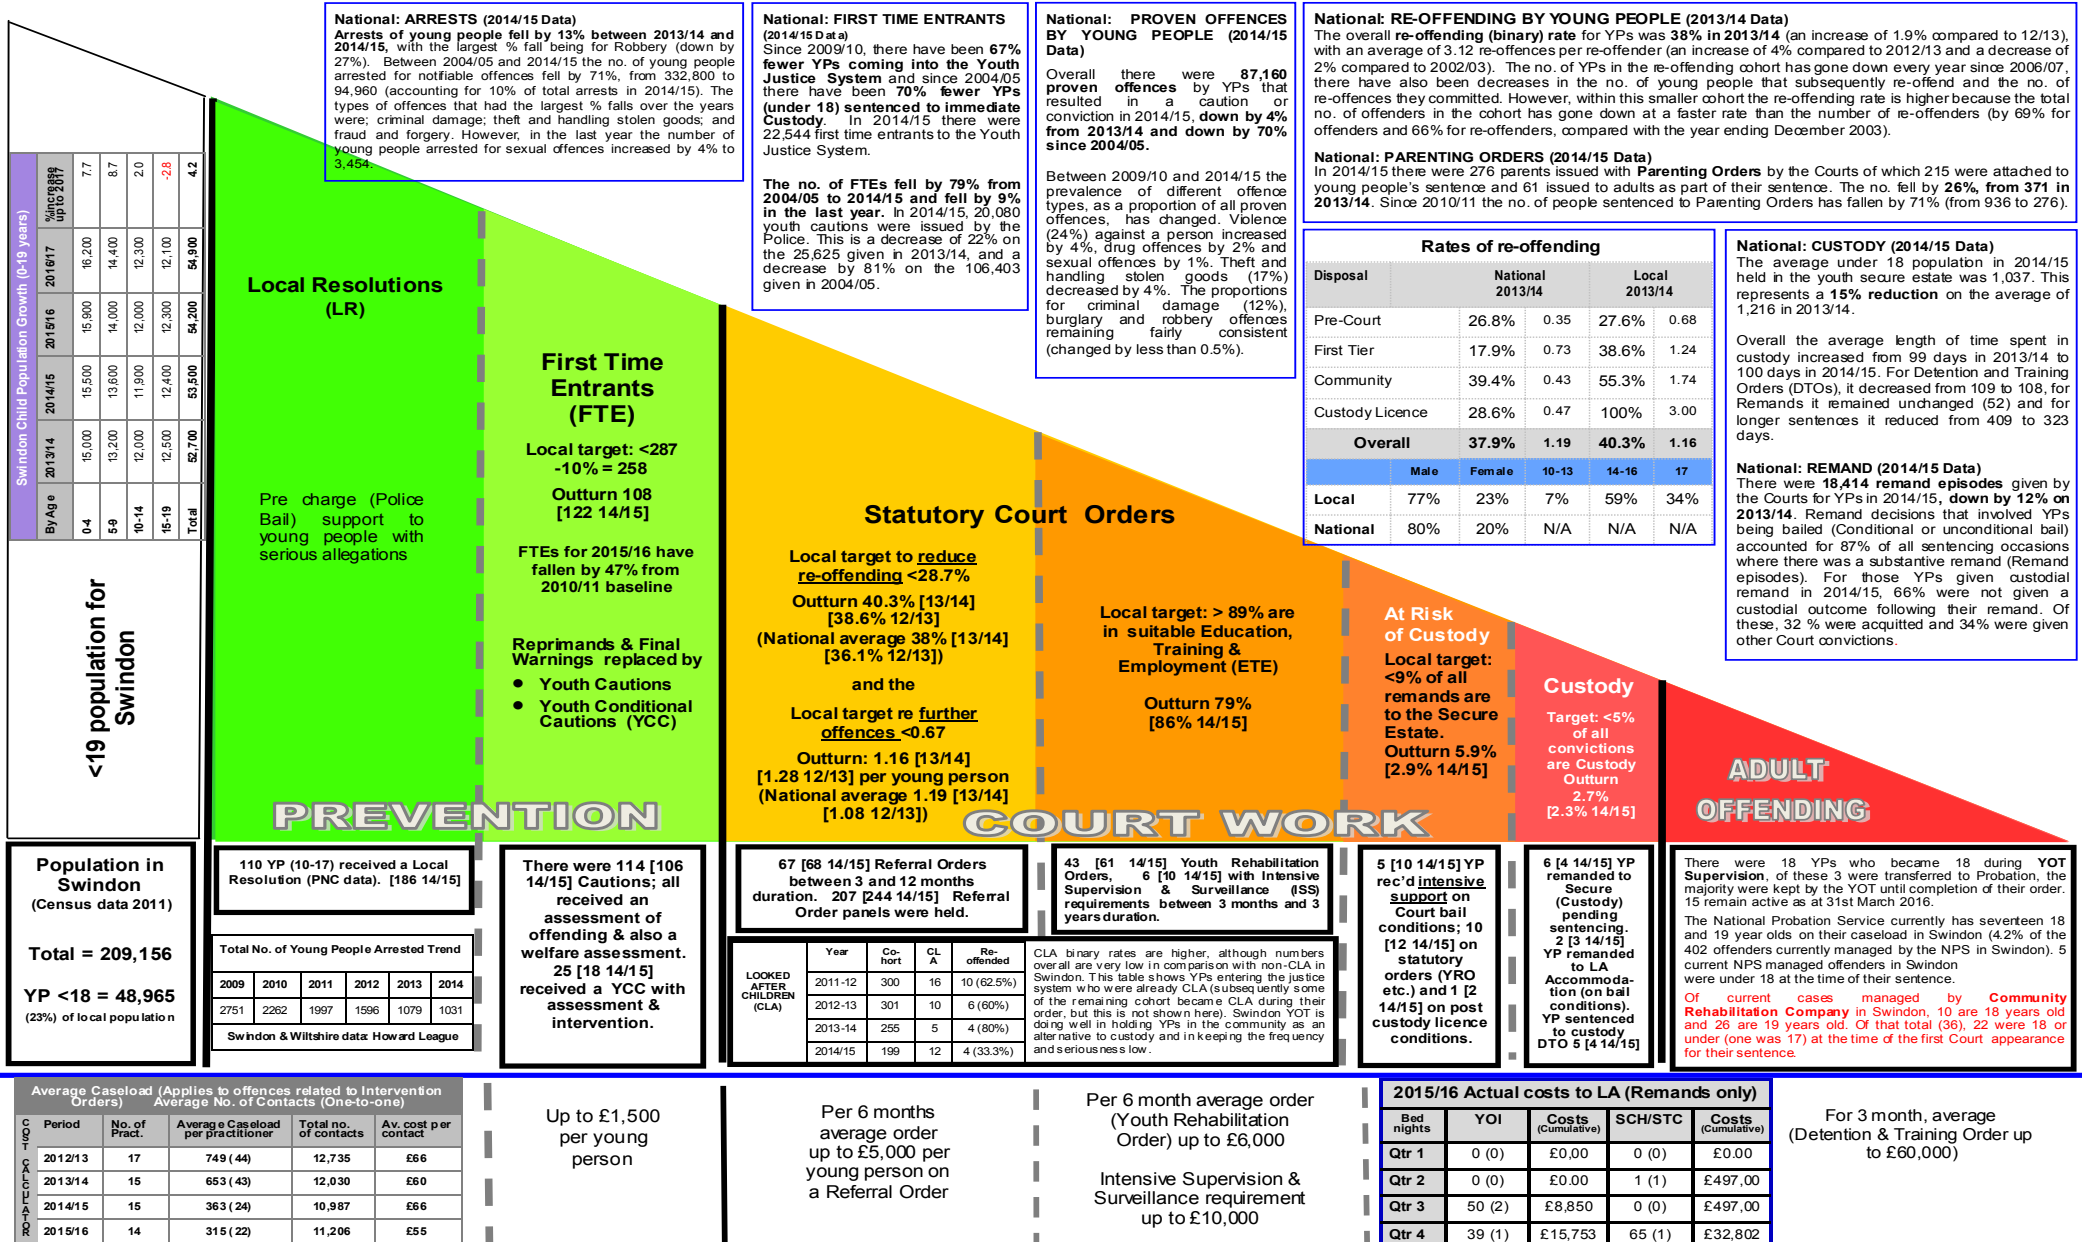 National: ARRESTS (2014/15 Data)
Arrests of young people fell by 13% between 2013/14 and
2014/15, with the largest % fall being for Robbery (down by
27%). Between 2004/05 and 2014/15 the no. of young people
arrested for notifiable offences fell by 71%, from 332,800 to
94,960 (accounting for 10% of total arrests in 2014/15). The
types of offences that had the largest % falls over the years
were; criminal damage; theft and handling stolen goods; and
fraud and forgery. However, in the last year the number of
young people arrested for sexual offences increased by 4% to
3,454.
National: FIRST TIME ENTRANTS
(2014/15 Data)
Since 2009/10, there have been 67%
fewer YPs coming into the Youth
Justice System and since 2004/05
there have been 70% fewer YPs
(under 18) sentenced to immediate
Custody. In 2014/15 there were
22,544 first time entrants to the Youth
Justice System.
The no. of FTEs fell by 79% from
2004/05 to 2014/15 and fell by 9%
in the last year. In 2014/15, 20,080
youth cautions were issued by the
Police. This is a decrease of 22% on
the 25,625 given in 2013/14, and a
decrease by 81% on the 106,403
given in 2004/05.
National: PROVEN OFFENCES
BY YOUNG PEOPLE (2014/15
Data)
Overall there were 87,160
proven offences by YPs that
resulted in a caution or
conviction in 2014/15, down by 4%
from 2013/14 and down by 70%
since 2004/05.
Between 2009/10 and 2014/15 the
prevalence of different offence
types, as a proportion of all proven
offences, has changed. Violence
(24%) against a person increased
by 4%, drug offences by 2% and
sexual offences by 1%. Theft and
handling stolen goods (17%)
decreased by 4%. The proportions
for criminal damage (12%),
burglary and robbery offences
remaining fairly consistent
(changed by less than 0.5%).
National: RE-OFFENDING BY YOUNG PEOPLE (2013/14 Data)
The overall re-offending (binary) rate for YPs was 38% in 2013/14 (an increase of 1.9% compared to 12/13),
with an average of 3.12 re-offences per re-offender (an increase of 4% compared to 2012/13 and a decrease of
2% compared to 2002/03). The no. of YPs in the re-offending cohort has gone down every year since 2006/07,
there have also been decreases in the no. of young people that subsequently re-offend and the no. of
re-offences they committed. However, within this smaller cohort the re-offending rate is higher because the total
no. of offenders in the cohort has gone down at a faster rate than the number of re-offenders (by 69% for
offenders and 66% for re-offenders, compared with the year ending December 2003).
National: PARENTING ORDERS (2014/15 Data)
In 2014/15 there were 276 parents issued with Parenting Orders by the Courts of which 215 were attached to
young people's sentence and 61 issued to adults as part of their sentence. The no. fell by 26%, from 371 in
2013/14. Since 2010/11 the no. of people sentenced to Parenting Orders has fallen by 71% (from 936 to 276).
Rates of re-offending
Disposal National 2013/14 Local 2013/14
Pre-Court 26.8% 0.35 27.6% 0.68
First Tier 17.9% 0.73 38.6% 1.24
Community 39.4% 0.43 55.3% 1.74
Custody Licence 28.6% 0.47 100% 3.00
Overall 37.9% 1.19 40.3% 1.16
Male Female 10-13 14-16 17
Local 77% 23% 7% 59% 34%
National 80% 20% N/A N/A N/A
National: CUSTODY (2014/15 Data)
The average under 18 population in 2014/15
held in the youth secure estate was 1,037. This
represents a 15% reduction on the average of
1,216 in 2013/14.
Overall the average length of time spent in
custody increased from 99 days in 2013/14 to
100 days in 2014/15. For Detention and Training
Orders (DTOs), it decreased from 109 to 108, for
Remands it remained unchanged (52) and for
longer sentences it reduced from 409 to 323
days.
National: REMAND (2014/15 Data)
There were 18,414 remand episodes given by
the Courts for YPs in 2014/15, down by 12% on
2013/14. Remand decisions that involved YPs
being bailed (Conditional or unconditional bail)
accounted for 87% of all sentencing occasions
where there was a substantive remand (Remand
episodes). For those YPs given custodial
remand in 2014/15, 66% were not given a
custodial outcome following their remand. Of
these, 32 % were acquitted and 34% were given
other Court convictions.
Swindon Child Population Growth (0-19 years)
By Age 2013/14 2014/15 2015/16 2016/17 %increase up to 2017
0-4 15,000 15,500 15,900 16,200 7.7
5-9 13,200 13,600 14,000 14,400 8.7
10-14 12,000 11,900 12,000 12,300 2.0
15-19 12,500 12,400 12,300 12,100 -2.8
Total 52,700 53,500 54,200 54,900 4.2
<19 population for
Swindon
Local Resolutions
(LR)
Pre charge (Police
Bail) support to
young people with
serious allegations
First Time
Entrants
(FTE)
Local target: <287
-10% = 258
Outturn 108
[122 14/15]
FTEs for 2015/16 have
fallen by 47% from
2010/11 baseline
Reprimands & Final
Warnings replaced by
• Youth Cautions
• Youth Conditional
Cautions (YCC)
PREVENTION
Statutory Court Orders
Local target to reduce
re-offending <28.7%
Outturn 40.3% [13/14]
[38.6% 12/13]
(National average 38% [13/14]
[36.1% 12/13])
and the
Local target re further
offences <0.67
Outturn: 1.16 [13/14]
[1.28 12/13] per young person
(National average 1.19 [13/14]
[1.08 12/13])
Local target: > 89% are
in suitable Education,
Training &
Employment (ETE)
Outturn 79%
[86% 14/15]
COURT WORK
At Risk
of Custody
Local target:
<9% of all
remands are
to the Secure
Estate.
Outturn 5.9%
[2.9% 14/15]
Custody
Target: <5%
of all
convictions
are Custody
Outturn
2.7%
[2.3% 14/15]
ADULT
OFFENDING
Population in
Swindon
(Census data 2011)
Total = 209,156
YP <18 = 48,965
(23%) of local population
110 YP (10-17) received a Local
Resolution (PNC data). [186 14/15]
Total No. of Young People Arrested Trend
2009 2010 2011 2012 2013 2014
2751 2262 1997 1596 1079 1031
Swindon & Wiltshire data: Howard League
There were 114 [106
14/15] Cautions; all
received an
assessment of
offending & also a
welfare assessment.
25 [18 14/15]
received a YCC with
assessment &
intervention.
67 [68 14/15] Referral Orders
between 3 and 12 months
duration. 207 [244 14/15] Referral
Order panels were held.
43 [61 14/15] Youth Rehabilitation
Orders, 6 [10 14/15] with Intensive
Supervision & Surveillance (ISS)
requirements between 3 months and 3
years duration.
LOOKED
AFTER
CHILDREN
(CLA)
Year Co-hort CLA Re-offended
2011-12 300 16 10 (62.5%)
2012-13 301 10 6 (60%)
2013-14 255 5 4 (80%)
2014/15 199 12 4 (33.3%)
CLA binary rates are higher, although numbers
overall are very low in comparison with non-CLA in
Swindon. This table shows YPs entering the justice
system who were already CLA (subsequently some
of the remaining cohort became CLA during their
order, but this is not shown here). Swindon YOT is
doing well in holding YPs in the community as an
alternative to custody and in keeping the frequency
and seriousness low.
5 [10 14/15] YP
rec'd intensive
support on
Court bail
conditions; 10
[12 14/15] on
statutory
orders (YRO
etc.) and 1 [2
14/15] on post
custody licence
conditions.
6 [4 14/15] YP
remanded to
Secure
(Custody)
pending
sentencing.
2 [3 14/15]
YP remanded
to LA
Accommoda-
tion (on bail
conditions).
YP sentenced
to custody
DTO 5 [4 14/15]
There were 18 YPs who became 18 during YOT
Supervision, of these 3 were transferred to Probation, the
majority were kept by the YOT until completion of their order.
15 remain active as at 31st March 2016.
The National Probation Service currently has seventeen 18
and 19 year olds on their caseload in Swindon (4.2% of the
402 offenders currently managed by the NPS in Swindon). 5
current NPS managed offenders in Swindon
were under 18 at the time of their sentence.
Of current cases managed by Community
Rehabilitation Company in Swindon, 10 are 18 years old
and 26 are 19 years old. Of that total (36), 22 were 18 or
under (one was 17) at the time of the first Court appearance
for their sentence.
Average Caseload (Applies to offences related to Intervention
Orders) Average No. of Contacts (One-to-one)
COST CALCULATOR
Period No. of Pract. Average Caseload per practitioner Total no. of contacts Av. cost per contact
2012/13 17 749 (44) 12,735 £66
2013/14 15 653 (43) 12,030 £60
2014/15 15 363 (24) 10,987 £66
2015/16 14 315 (22) 11,206 £55
Up to £1,500
per young
person
Per 6 months
average order
up to £5,000 per
young person on
a Referral Order
Per 6 month average order
(Youth Rehabilitation
Order) up to £6,000
Intensive Supervision &
Surveillance requirement
up to £10,000
2015/16 Actual costs to LA (Remands only)
Bed nights YOI Costs (Cumulative) SCH/STC Costs (Cumulative)
Qtr 1 0 (0) £0,00 0 (0) £0.00
Qtr 2 0 (0) £0.00 1 (1) £497,00
Qtr 3 50 (2) £8,850 0 (0) £497,00
Qtr 4 39 (1) £15,753 65 (1) £32,802
For 3 month, average
(Detention & Training Order up
to £60,000)